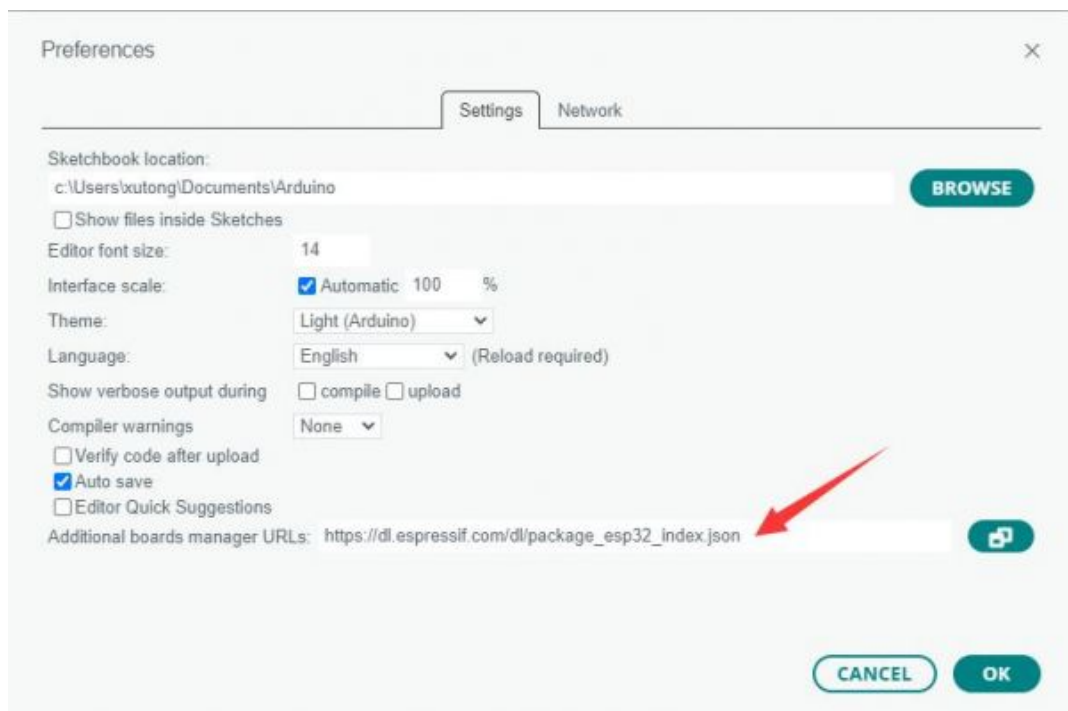 Preferences
Settings Network
Sketchbook location:
c:\Users\xutong\Documents\Arduino
BROWSE
Show files inside Sketches
Editor font size: 14
Interface scale: Automatic 100 %
Theme: Light (Arduino)
Language: English (Reload required)
Show verbose output during compile upload
Compiler warnings None
Verify code after upload
Auto save
Editor Quick Suggestions
Additional boards manager URLs: https://dl.espressif.com/dl/package_esp32_index.json
CANCEL OK